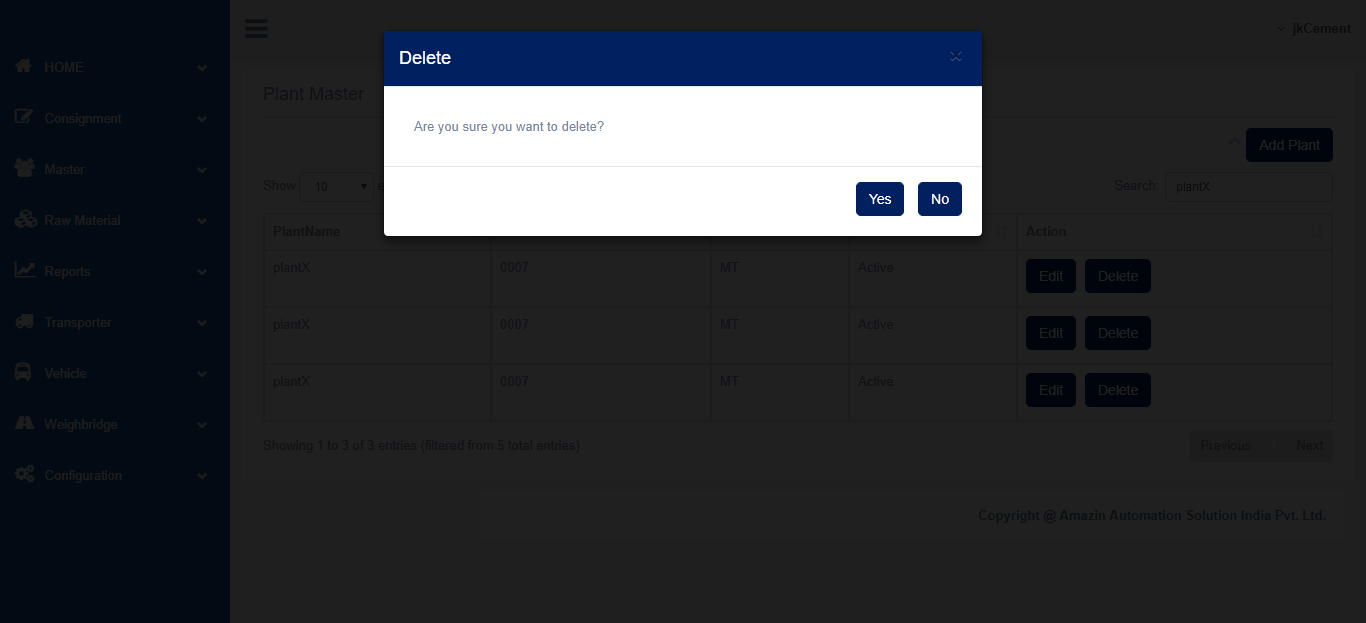 jkCement
Delete
HOME
Plant Master
Consignment
Are you sure you want to delete?
Add Plant
Master
Show 10
Search: plantX
Yes No
Raw Material
PlantName Action
plantX 0007 MT Active Edit Delete
Reports
plantX 0007 MT Active Edit Delete
Transporter
plantX 0007 MT Active Edit Delete
Vehicle
Weighbridge
Showing 1 to 3 of 3 entries (filtered from 5 total entries)
Previous 1 Next
Configuration
Copyright @ Amazin Automation Solution India Pvt. Ltd.